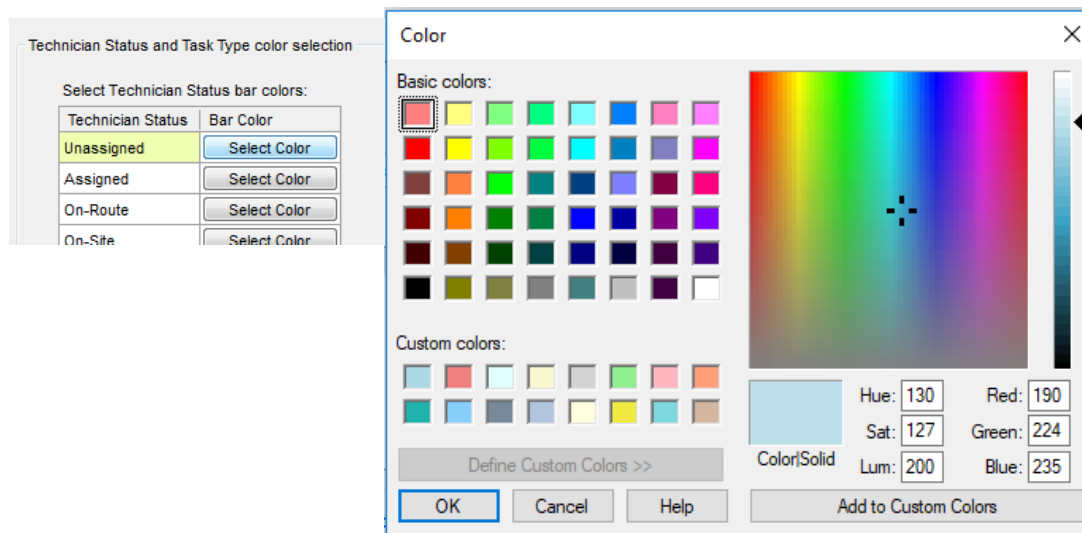 Technician Status and Task Type color selection
Select Technician Status bar colors:
Technician Status Bar Color
Unassigned Select Color
Assigned Select Color
On-Route Select Color
On-Site Select Color
Color
Basic colors:
Custom colors:
Define Custom Colors >>
OK Cancel Help
Color|Solid
Hue: 130 Red: 190
Sat: 127 Green: 224
Lum: 200 Blue: 235
Add to Custom Colors